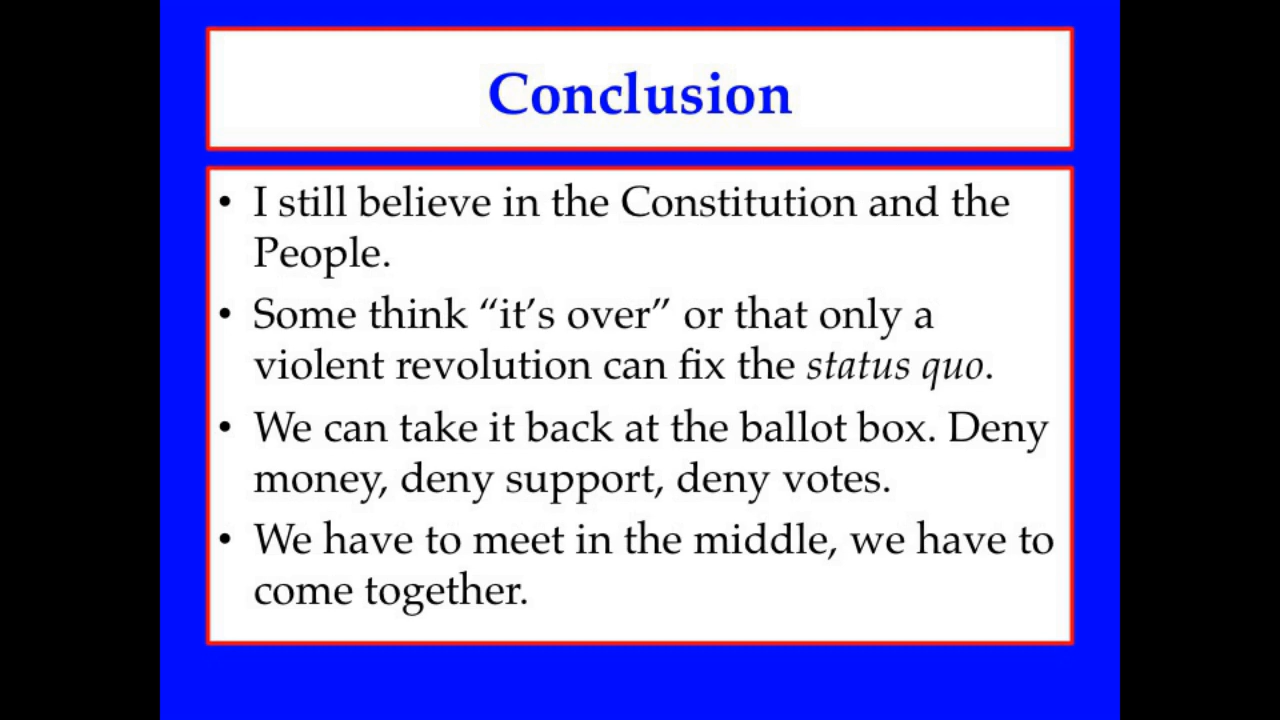 Conclusion
• I still believe in the Constitution and the
People.
• Some think “it’s over” or that only a
violent revolution can fix the status quo.
• We can take it back at the ballot box. Deny
money, deny support, deny votes.
• We have to meet in the middle, we have to
come together.